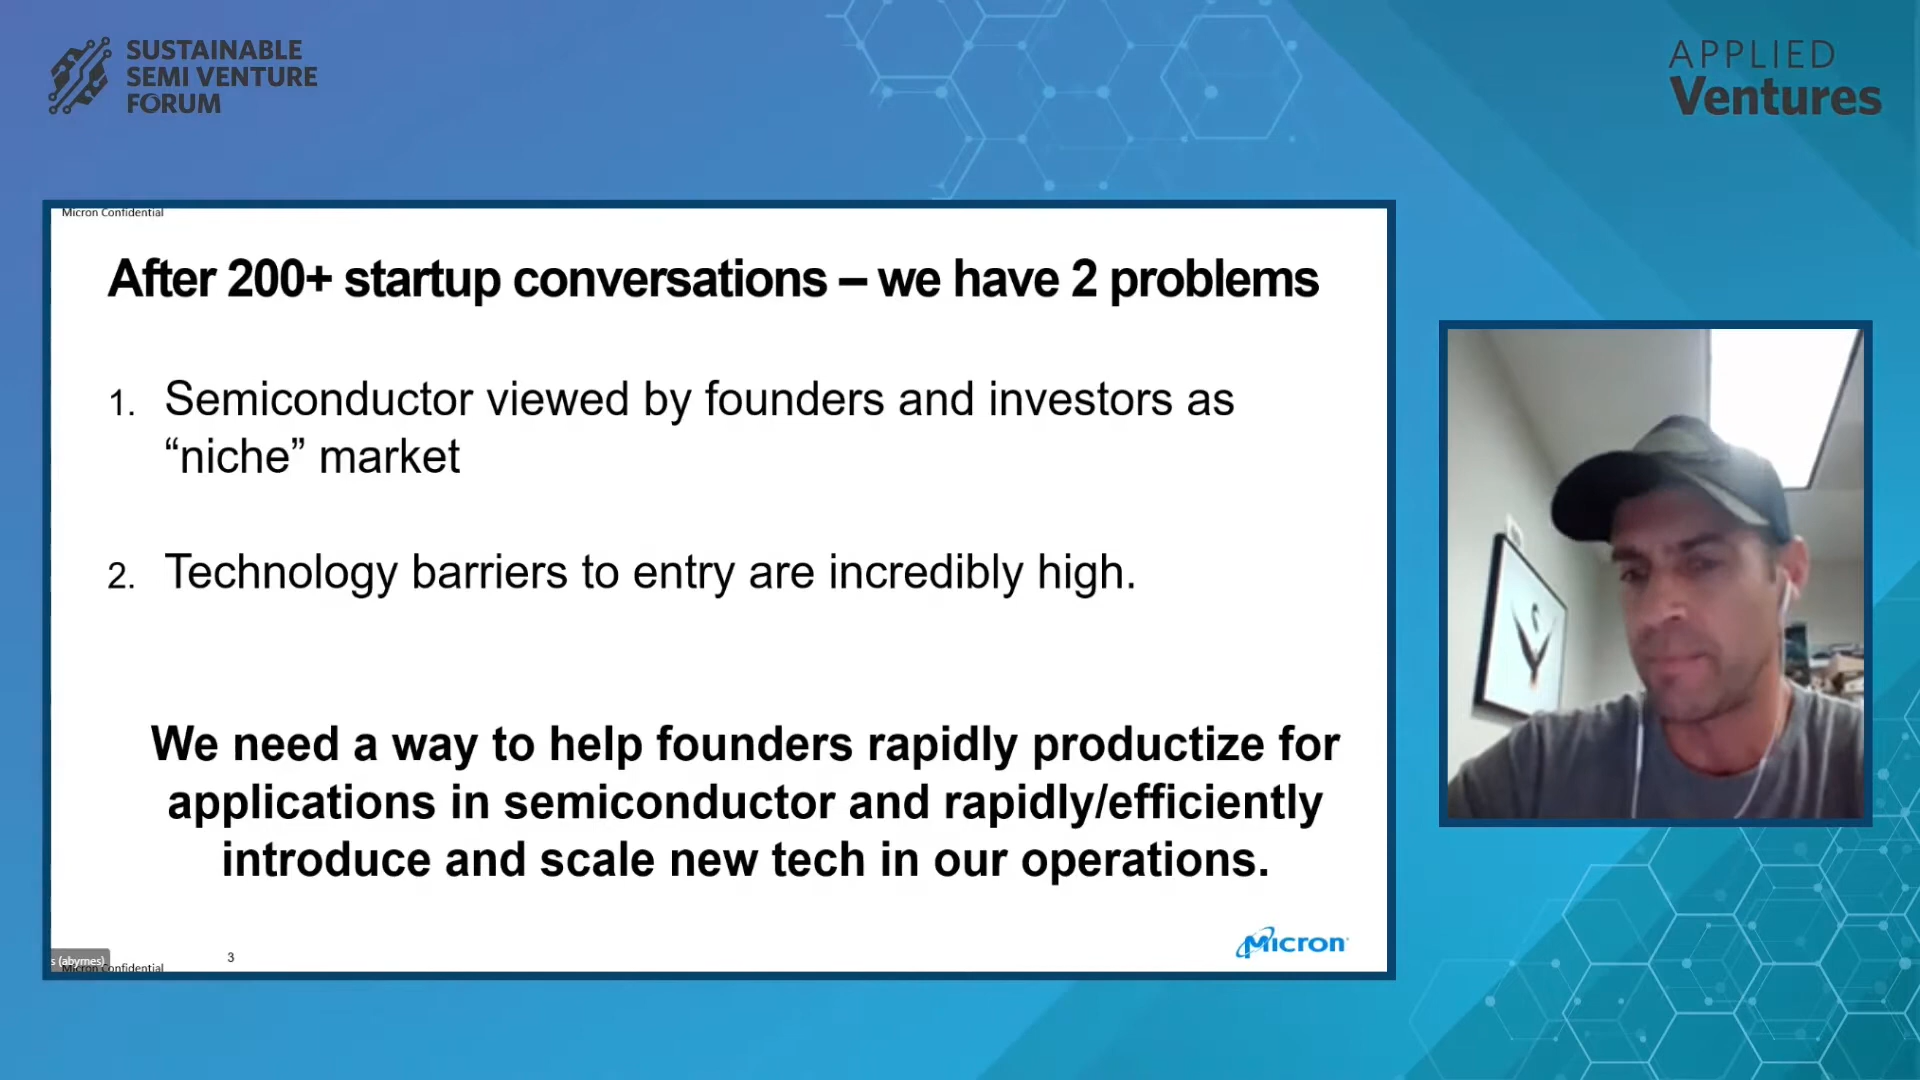 SUSTAINABLE
SEMI VENTURE
FORUM
APPLIED
Ventures
Micron Confidential
After 200+ startup conversations – we have 2 problems
1. Semiconductor viewed by founders and investors as
“niche” market
2. Technology barriers to entry are incredibly high.
We need a way to help founders rapidly productize for
applications in semiconductor and rapidly/efficiently
introduce and scale new tech in our operations.
Micron
s (abymes)
Micron Confidential
3